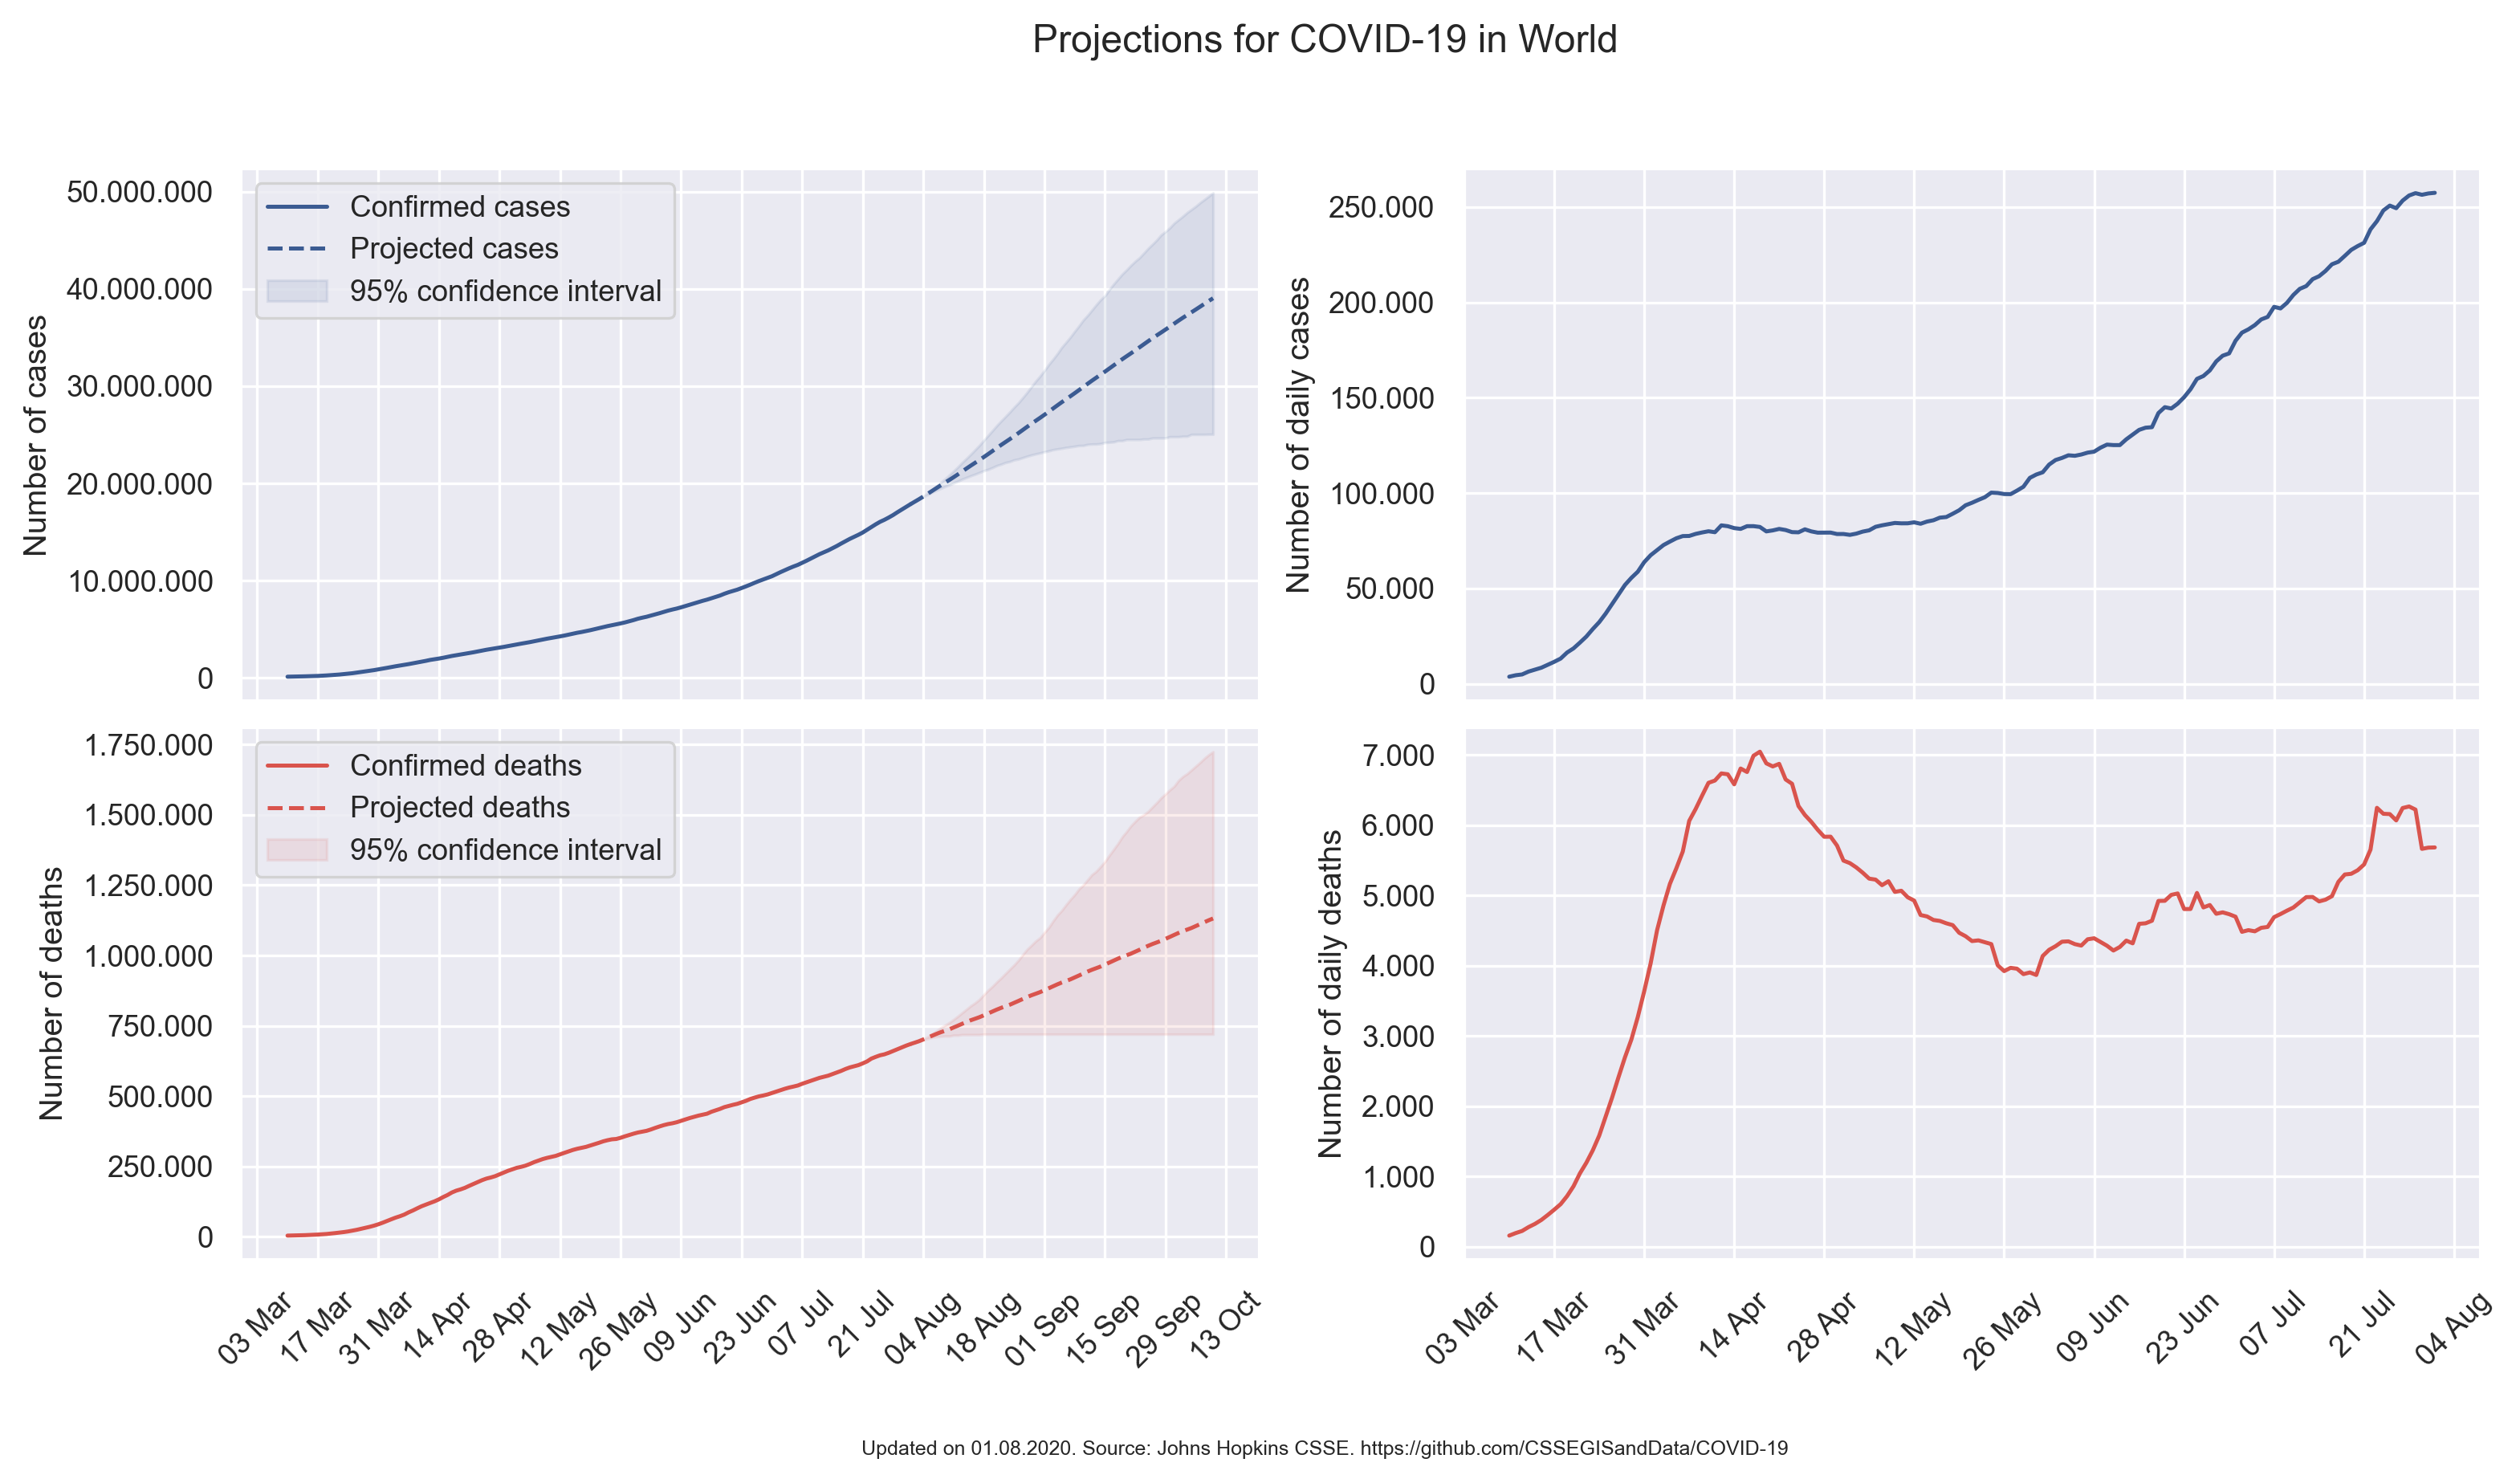 Projections for COVID-19 in World
50.000.000
40.000.000
30.000.000
20.000.000
10.000.000
0
Number of cases
Confirmed cases
Projected cases
95% confidence interval
250.000
200.000
150.000
100.000
50.000
0
Number of daily cases
1.750.000
1.500.000
1.250.000
1.000.000
750.000
500.000
250.000
0
Number of deaths
Confirmed deaths
Projected deaths
95% confidence interval
03 Mar
17 Mar
31 Mar
14 Apr
28 Apr
12 May
26 May
09 Jun
23 Jun
07 Jul
21 Jul
04 Aug
18 Aug
01 Sep
15 Sep
29 Sep
13 Oct
7.000
6.000
5.000
4.000
3.000
2.000
1.000
0
Number of daily deaths
03 Mar
17 Mar
31 Mar
14 Apr
28 Apr
12 May
26 May
09 Jun
23 Jun
07 Jul
21 Jul
04 Aug
Updated on 01.08.2020. Source: Johns Hopkins CSSE. https://github.com/CSSEGISandData/COVID-19